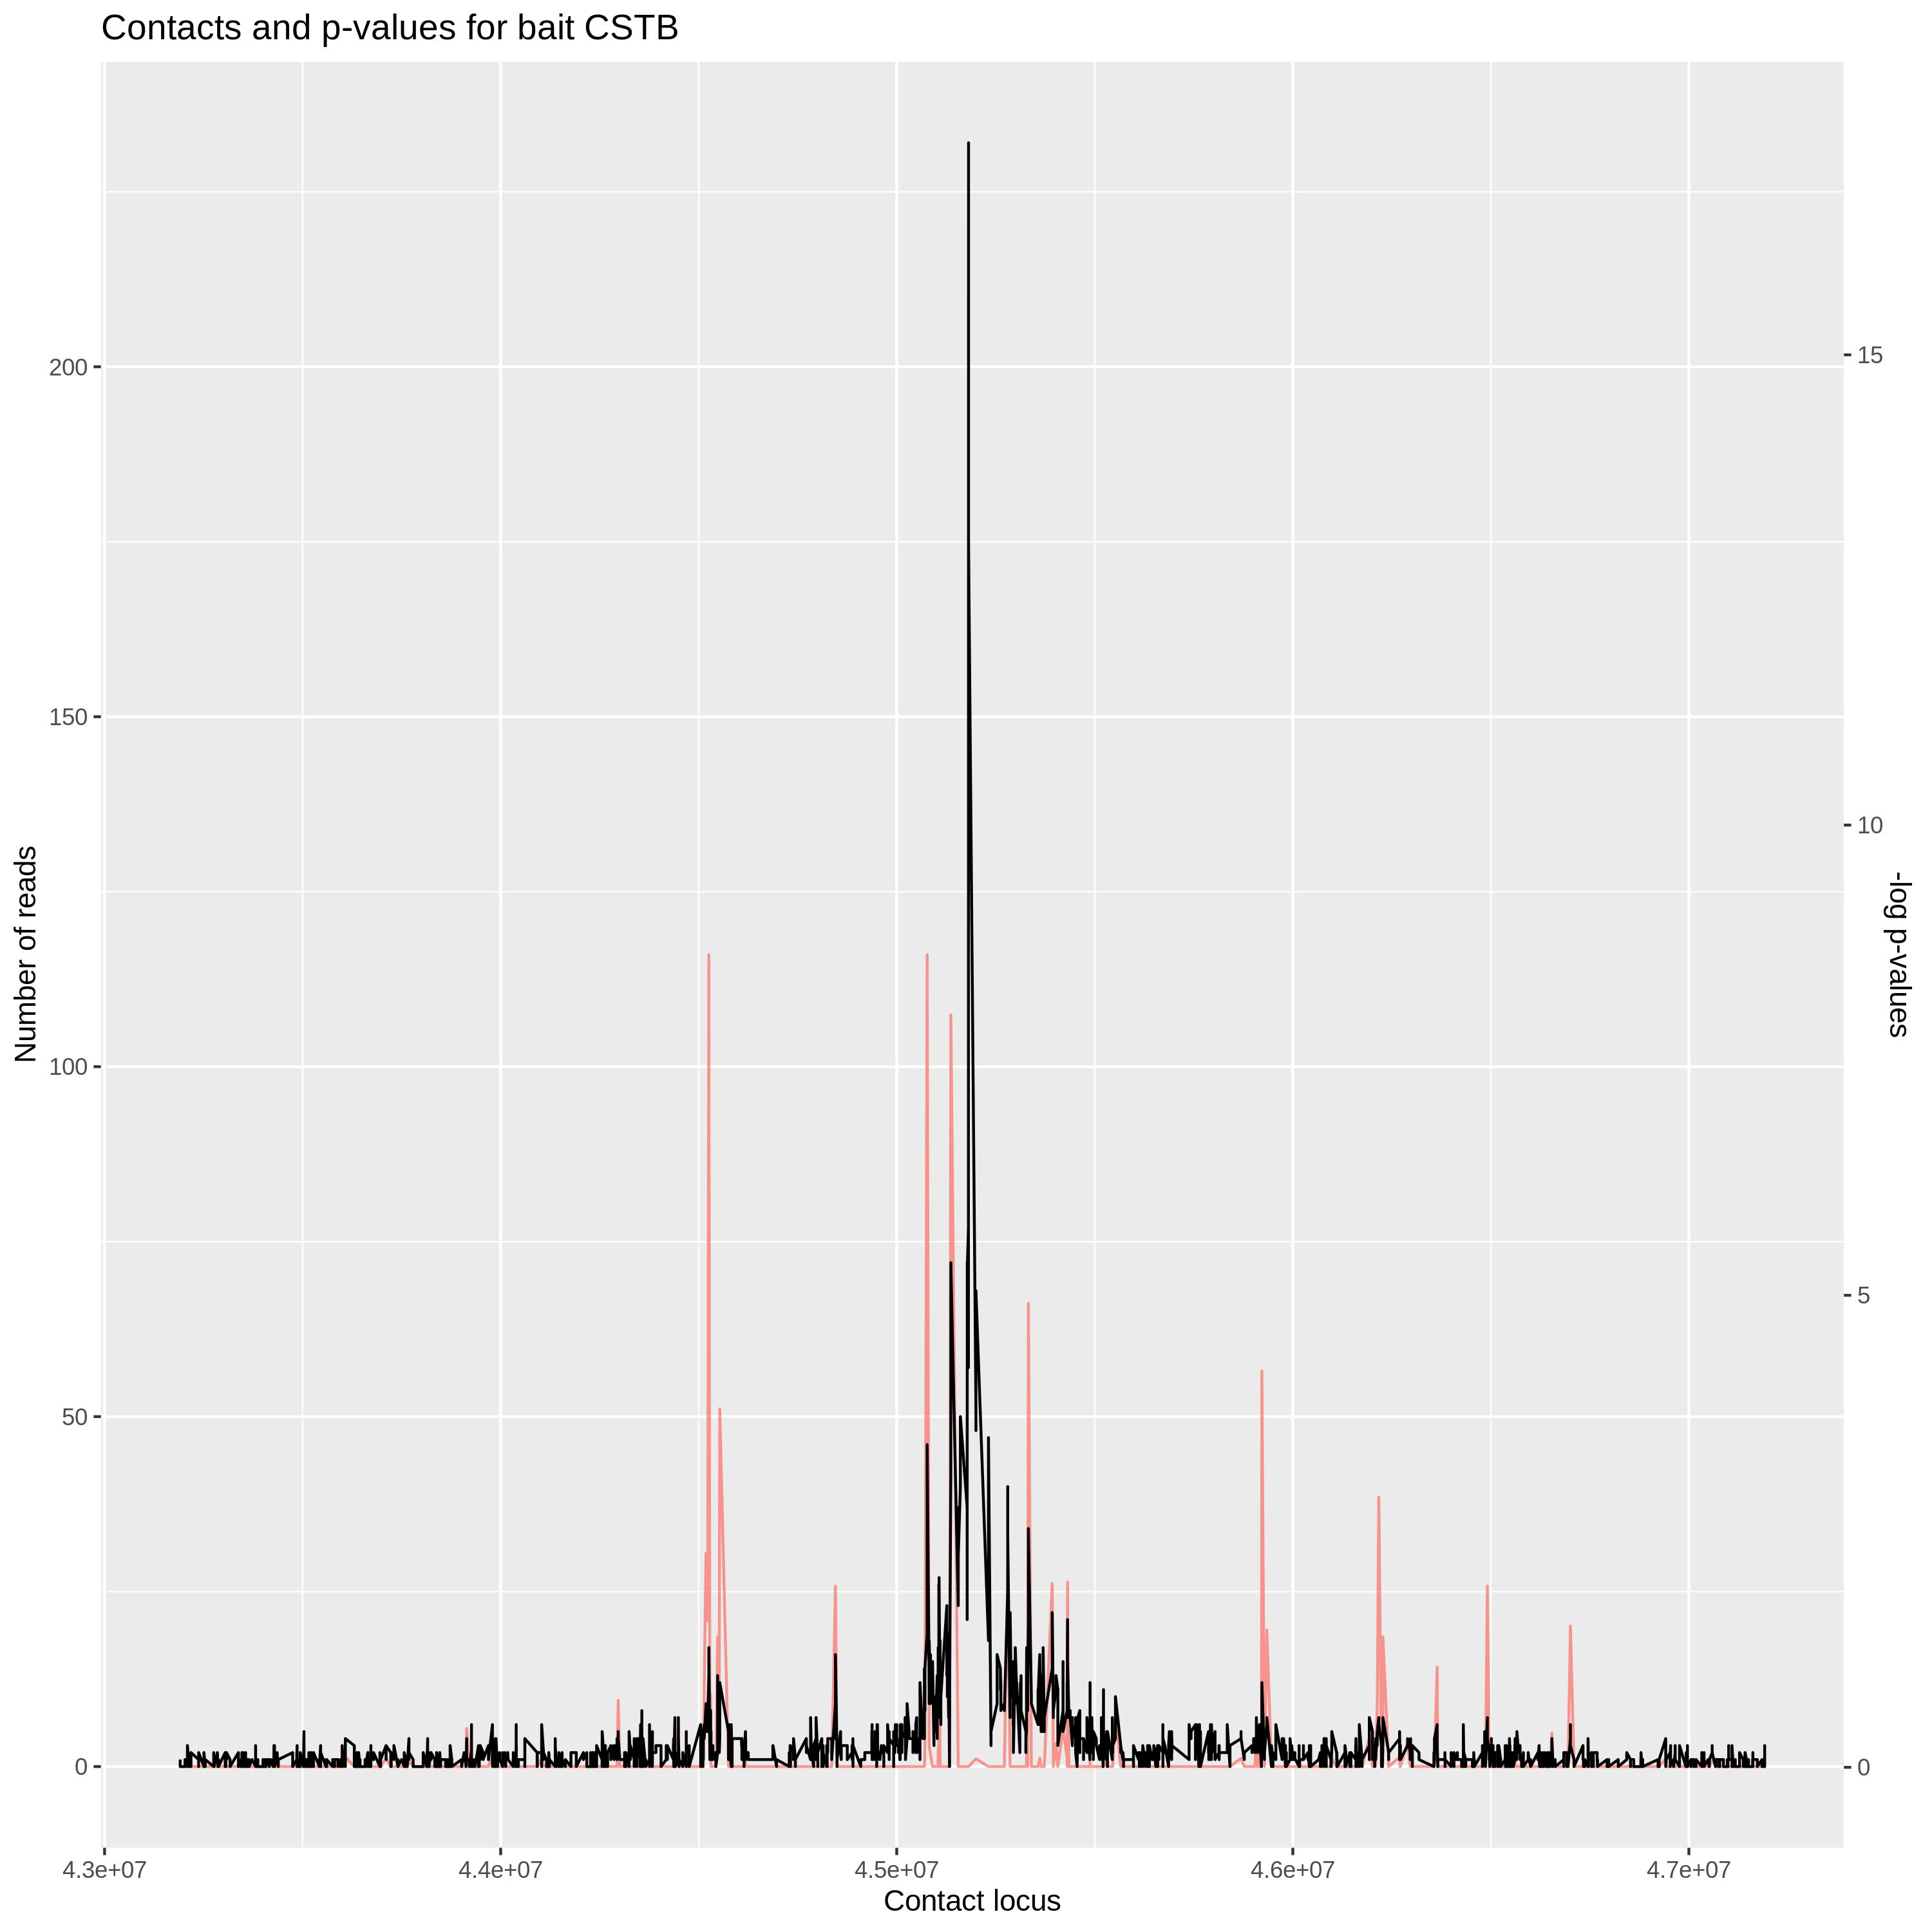 Contacts and p-values for bait CSTB
200
150
100
50
0
Number of reads
15
10
5
0
-log p-values
4.3e+07
4.4e+07
4.5e+07
4.6e+07
4.7e+07
Contact locus